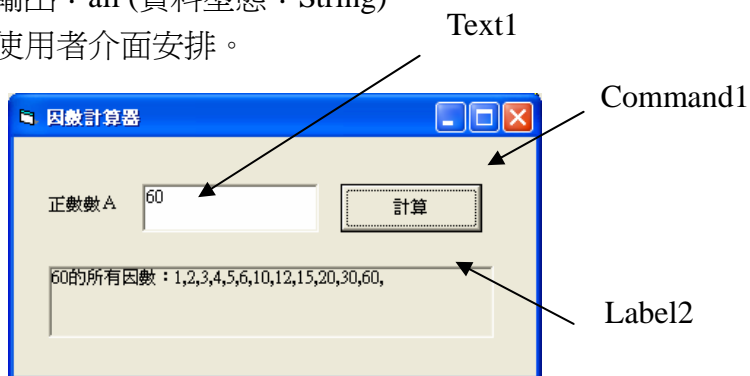 輸出：all (資料型態：String)
使用者介面安排。
Text1
Command1
因數計算器
正數數A
60
計算
60的所有因數：1,2,3,4,5,6,10,12,15,20,30,60,
Label2